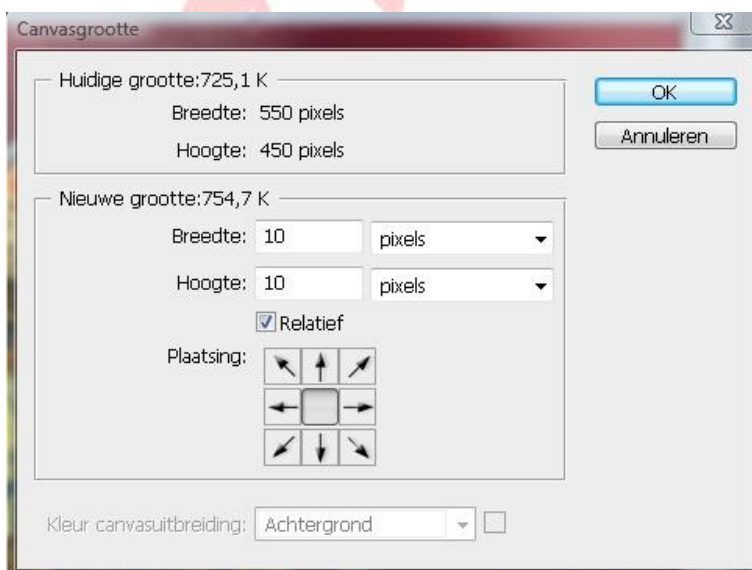 Canvasgrootte
Huidige grootte:725,1 K
Breedte: 550 pixels
Hoogte: 450 pixels
OK
Annuleren
Nieuwe grootte:754,7 K
Breedte: 10 pixels
Hoogte: 10 pixels
Relatief
Plaatsing:
Kleur canvasuitbreiding: Achtergrond